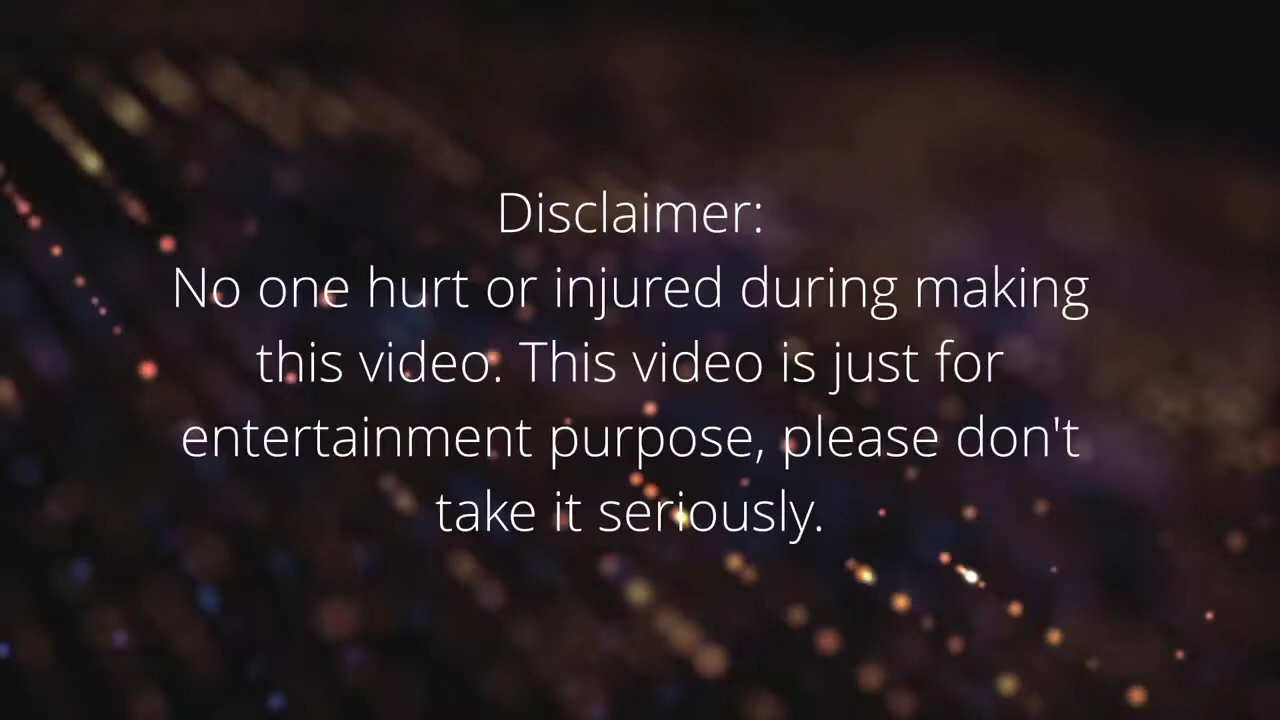 Disclaimer:
No one hurt or injured during making
this video. This video is just for
entertainment purpose, please don't
take it seriously.